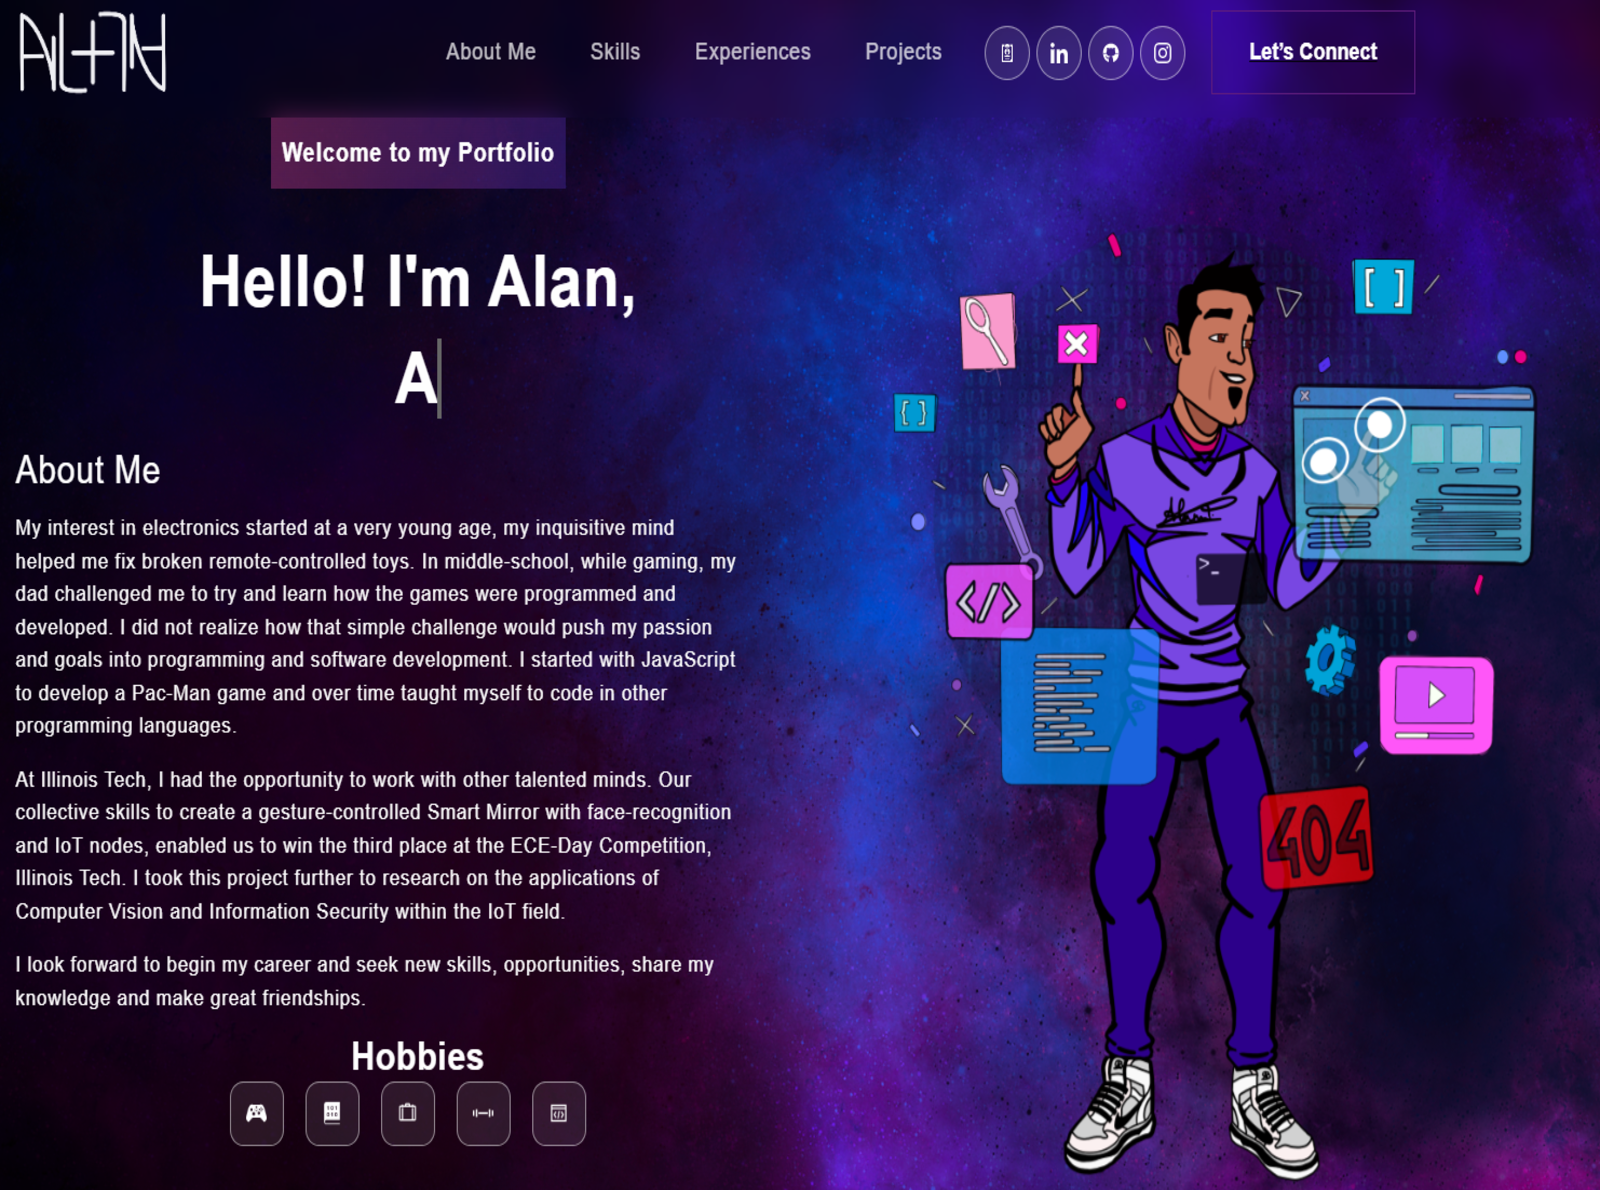 ALAN
About Me
Skills
Experiences
Projects
in
Let's Connect
Welcome to my Portfolio
Hello! I'm Alan,
A
About Me
My interest in electronics started at a very young age, my inquisitive mind
helped me fix broken remote-controlled toys. In middle-school, while gaming, my
dad challenged me to try and learn how the games were programmed and
developed. I did not realize how that simple challenge would push my passion
and goals into programming and software development. I started with JavaScript
to develop a Pac-Man game and over time taught myself to code in other
programming languages.
At Illinois Tech, I had the opportunity to work with other talented minds. Our
collective skills to create a gesture-controlled Smart Mirror with face-recognition
and IoT nodes, enabled us to win the third place at the ECE-Day Competition,
Illinois Tech. I took this project further to research on the applications of
Computer Vision and Information Security within the IoT field.
I look forward to begin my career and seek new skills, opportunities, share my
knowledge and make great friendships.
Hobbies
[ ]
{ }
>_
</>
404